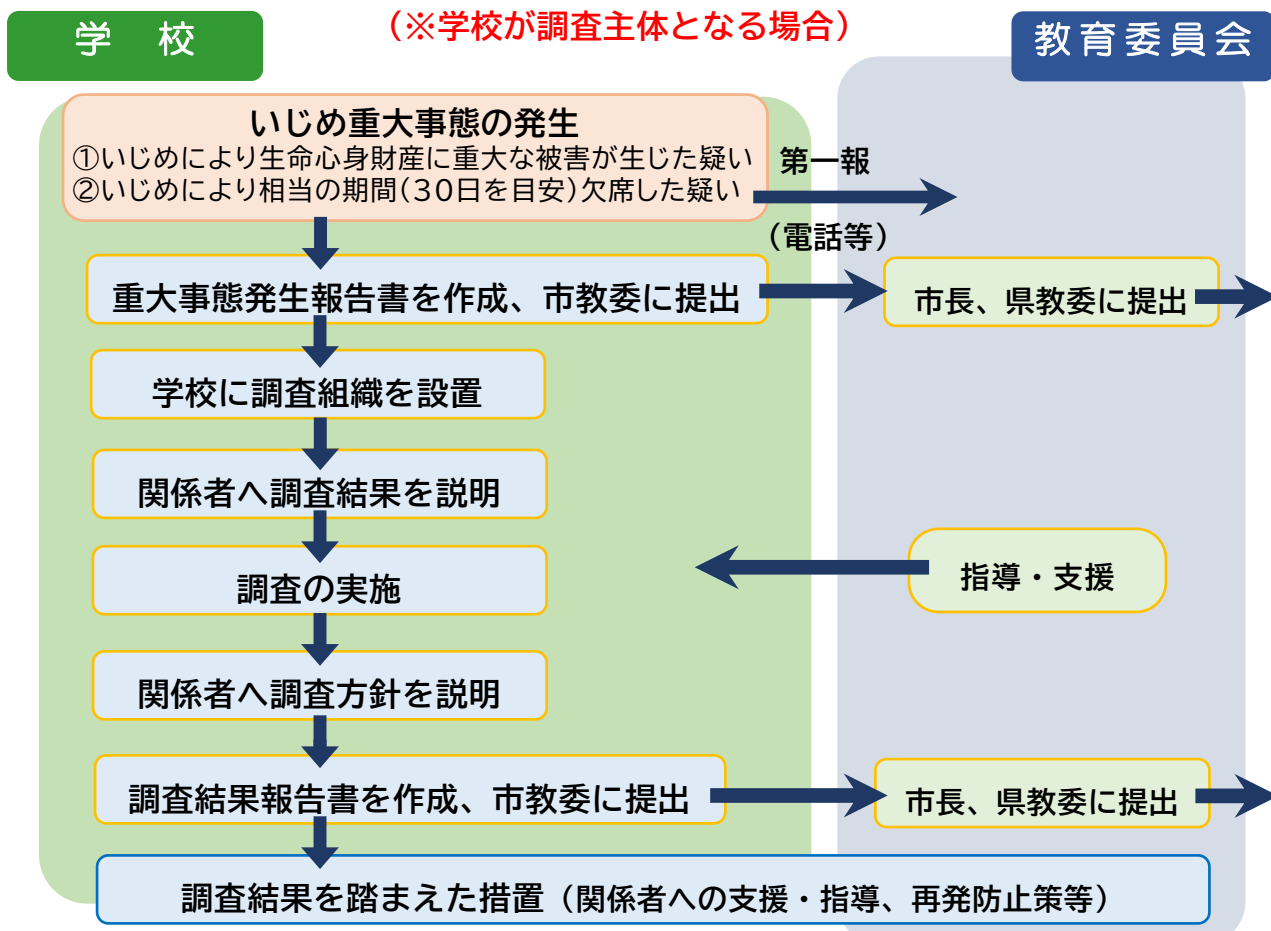 学 校
（※学校が調査主体となる場合）
教育委員会
いじめ重大事態の発生
①いじめにより生命心身財産に重大な被害が生じた疑い
②いじめにより相当の期間（30日を目安）欠席した疑い
第一報
（電話等）
重大事態発生報告書を作成、市教委に提出
市長、県教委に提出
学校に調査組織を設置
関係者へ調査結果を説明
調査の実施
指導・支援
関係者へ調査方針を説明
調査結果報告書を作成、市教委に提出
市長、県教委に提出
調査結果を踏まえた措置（関係者への支援・指導、再発防止策等）